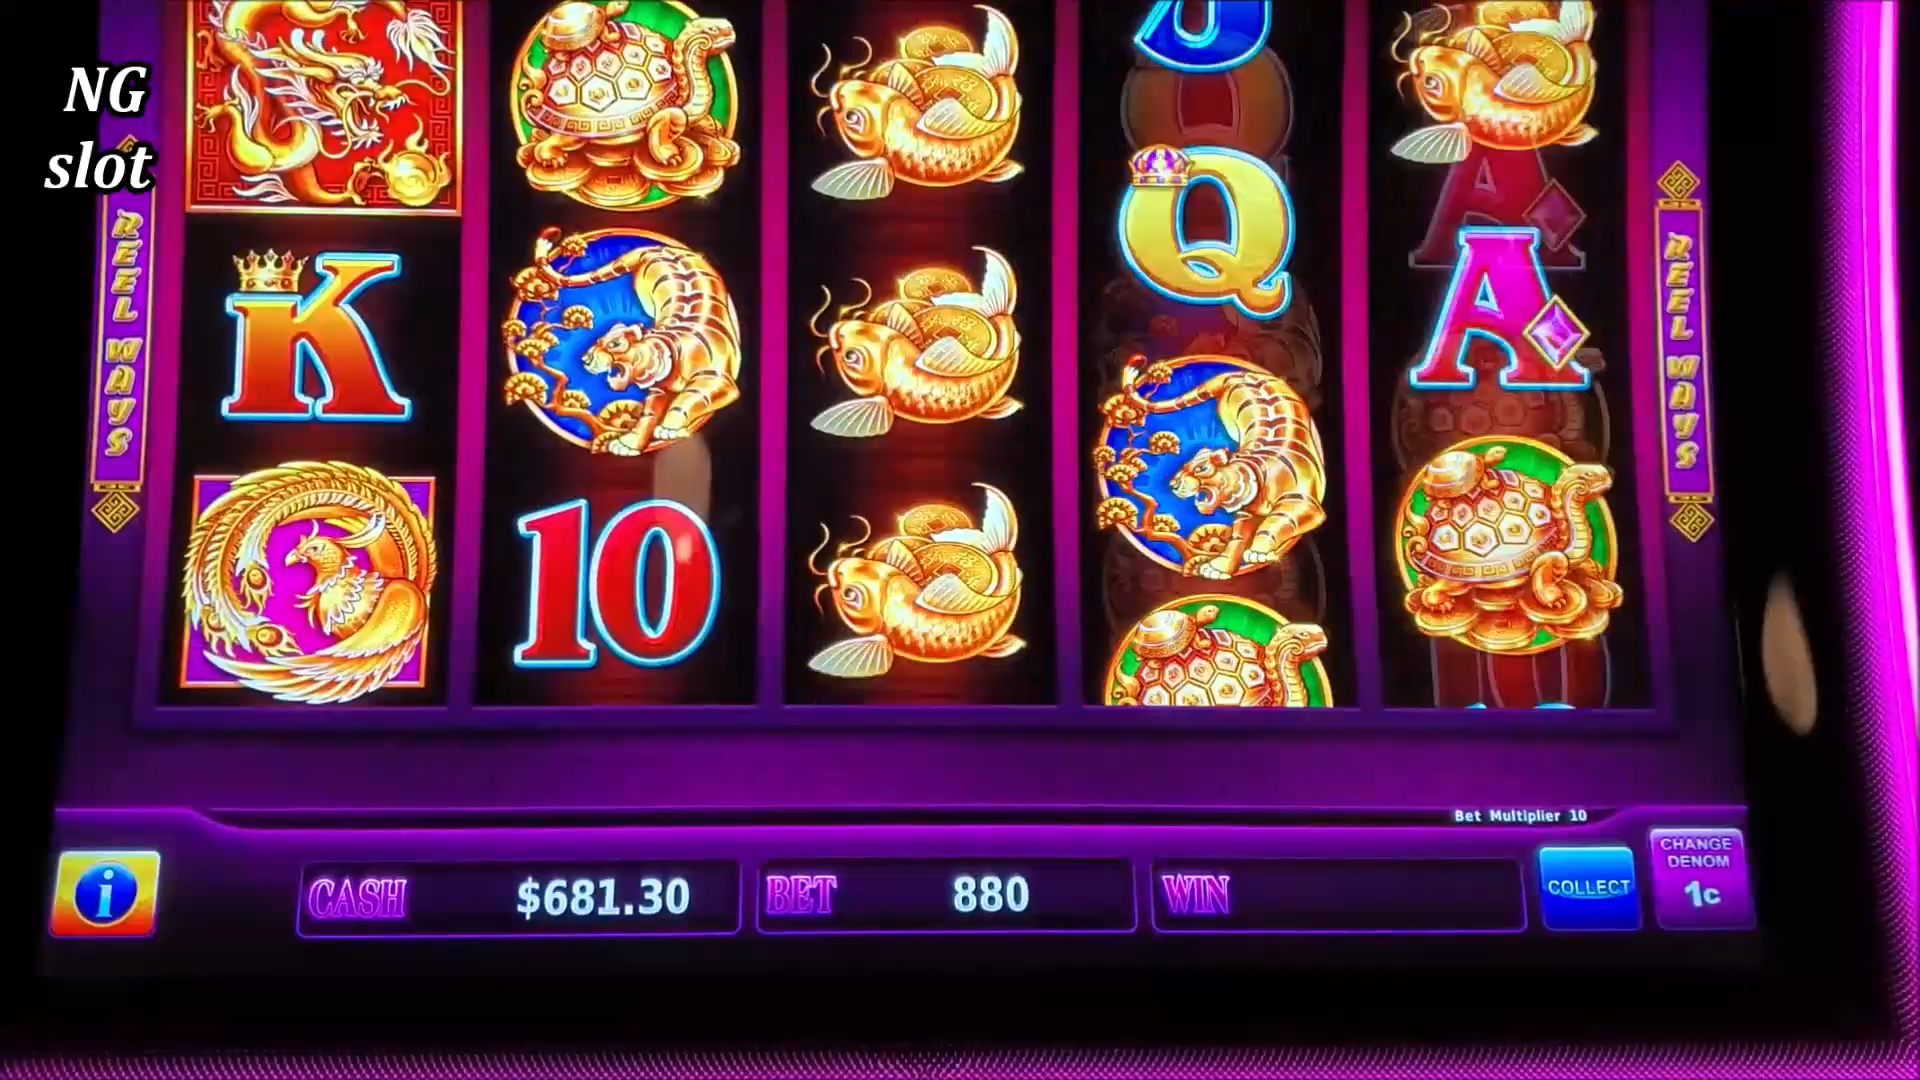 NG
slot
REEL WAYS
REEL WAYS
J
Q
K
A
A
10
Bet Multiplier 10
CASH $681.30
BET 880
WIN
COLLECT
CHANGE
DENOM
1c
i